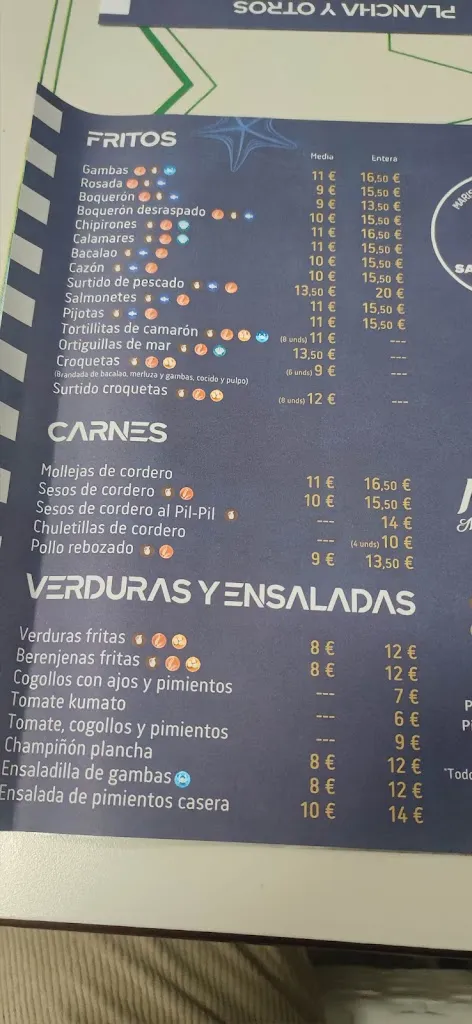 PLANCHA Y OTROS
FRITOS
Media Entera
Gambas 11 € 16,50 €
Rosada 9 € 15,50 €
Boquerón 9 € 13,50 €
Boquerón desraspado 10 € 15,50 €
Chipirones 11 € 16,50 €
Calamares 11 € 15,50 €
Bacalao 10 € 15,50 €
Cazón 10 € 15,50 €
Surtido de pescado 13,50 € 20 €
Salmonetes 11 € 15,50 €
Pijotas 11 € 15,50 €
Tortillitas de camarón (8 unds) 11 € ---
Ortiguillas de mar 13,50 € ---
Croquetas (6 unds) 9 € ---
(Brandada de bacalao, merluza y gambas, cocido y pulpo)
Surtido croquetas (8 unds) 12 € ---
CARNES
Mollejas de cordero 11 € 16,50 €
Sesos de cordero 10 € 15,50 €
Sesos de cordero al Pil-Pil --- 14 €
Chuletillas de cordero --- (4 unds) 10 €
Pollo rebozado 9 € 13,50 €
VERDURAS Y ENSALADAS
Verduras fritas 8 € 12 €
Berenjenas fritas 8 € 12 €
Cogollos con ajos y pimientos --- 7 €
Tomate kumato --- 6 €
Tomate, cogollos y pimientos --- 9 €
Champiñón plancha 8 € 12 €
Ensaladilla de gambas 8 € 12 €
Ensalada de pimientos casera 10 € 14 €